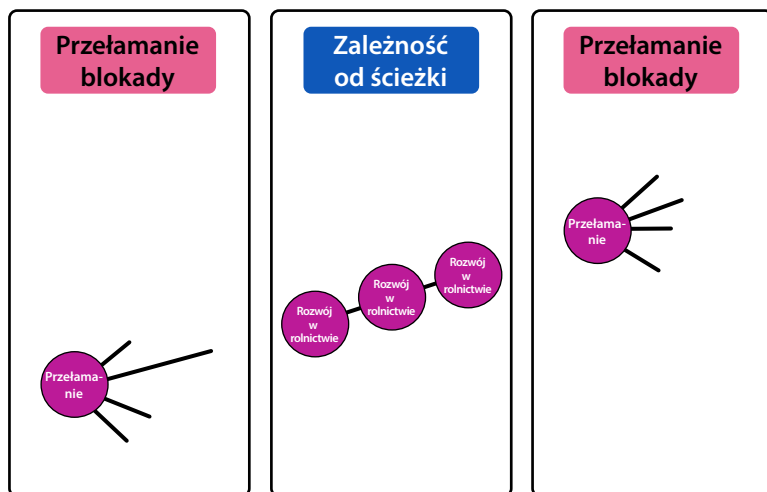 Przełamanie
blokady
Przełama-
nie
Zależność
od ścieżki
Rozwój
w
rolnictwie
Rozwój
w
rolnictwie
Rozwój
w
rolnictwie
Przełamanie
blokady
Przełama-
nie